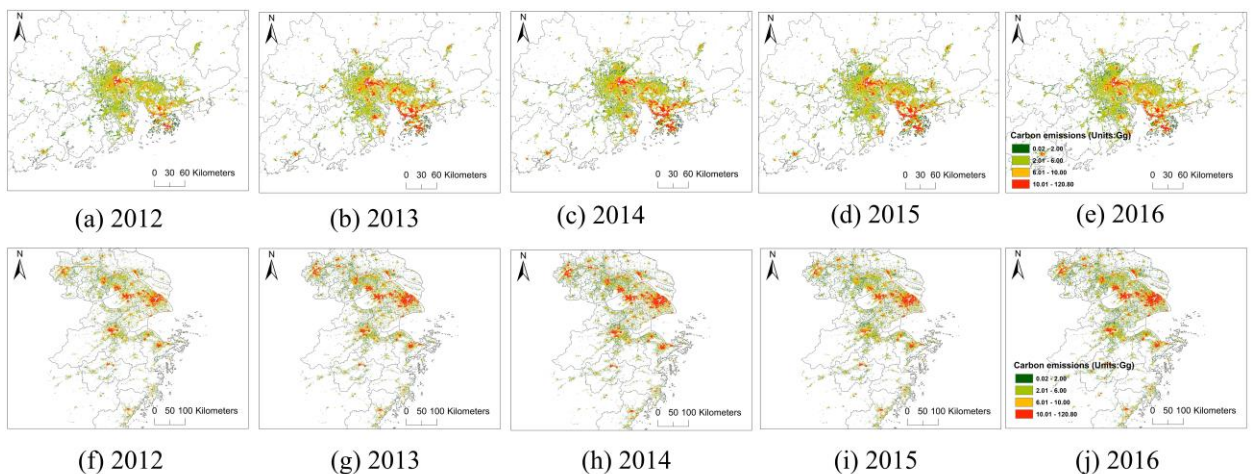 N
N
N
N
N
Carbon emissions (Units:Gg)
0.02 - 2.00
2.01 - 6.00
6.01 - 10.00
10.01 - 120.80
0 30 60 Kilometers
0 30 60 Kilometers
0 30 60 Kilometers
0 30 60 Kilometers
0 30 60 Kilometers
(a) 2012
(b) 2013
(c) 2014
(d) 2015
(e) 2016
N
N
N
N
N
Carbon emissions (Units:Gg)
0.02 - 2.00
2.01 - 6.00
6.01 - 10.00
10.01 - 120.80
0 50 100 Kilometers
0 50 100 Kilometers
0 50 100 Kilometers
0 50 100 Kilometers
0 50 100 Kilometers
(f) 2012
(g) 2013
(h) 2014
(i) 2015
(j) 2016